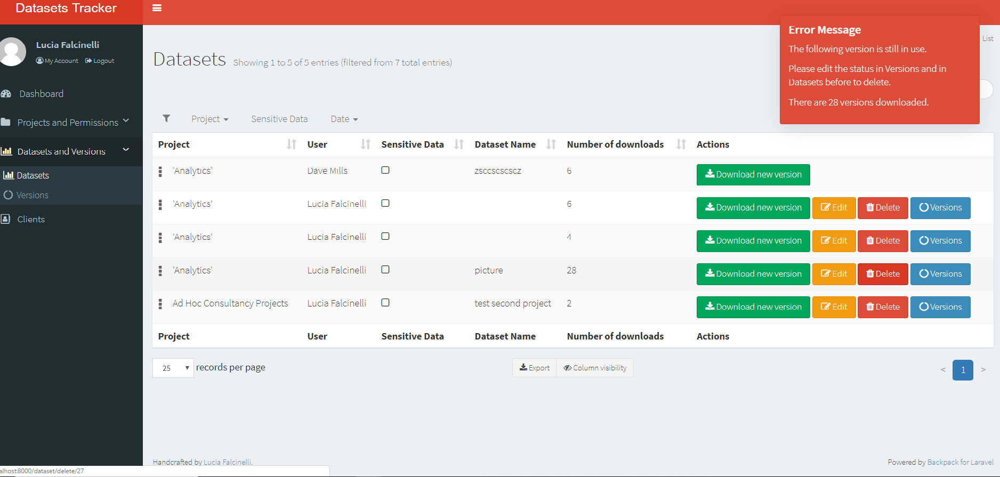 Datasets Tracker
Lucia Falcinelli
My Account Logout
Dashboard
Projects and Permissions
Datasets and Versions
Datasets
Versions
Clients
List
Error Message
The following version is still in use.
Please edit the status in Versions and in
Datasets before to delete.
There are 28 versions downloaded.
Datasets Showing 1 to 5 of 5 entries (filtered from 7 total entries)
Project Sensitive Data Date
Project User Sensitive Data Dataset Name Number of downloads Actions
'Analytics' Dave Mills zsccscscscz 6 Download new version
'Analytics' Lucia Falcinelli 6 Download new version Edit Delete Versions
'Analytics' Lucia Falcinelli 4 Download new version Edit Delete Versions
'Analytics' Lucia Falcinelli picture 28 Download new version Edit Delete Versions
Ad Hoc Consultancy Projects Lucia Falcinelli test second project 2 Download new version Edit Delete Versions
Project User Sensitive Data Dataset Name Number of downloads Actions
25 records per page Export Column visibility < 1 >
Handcrafted by Lucia Falcinelli. Powered by Backpack for Laravel
alhost:8000/dataset/delete/27